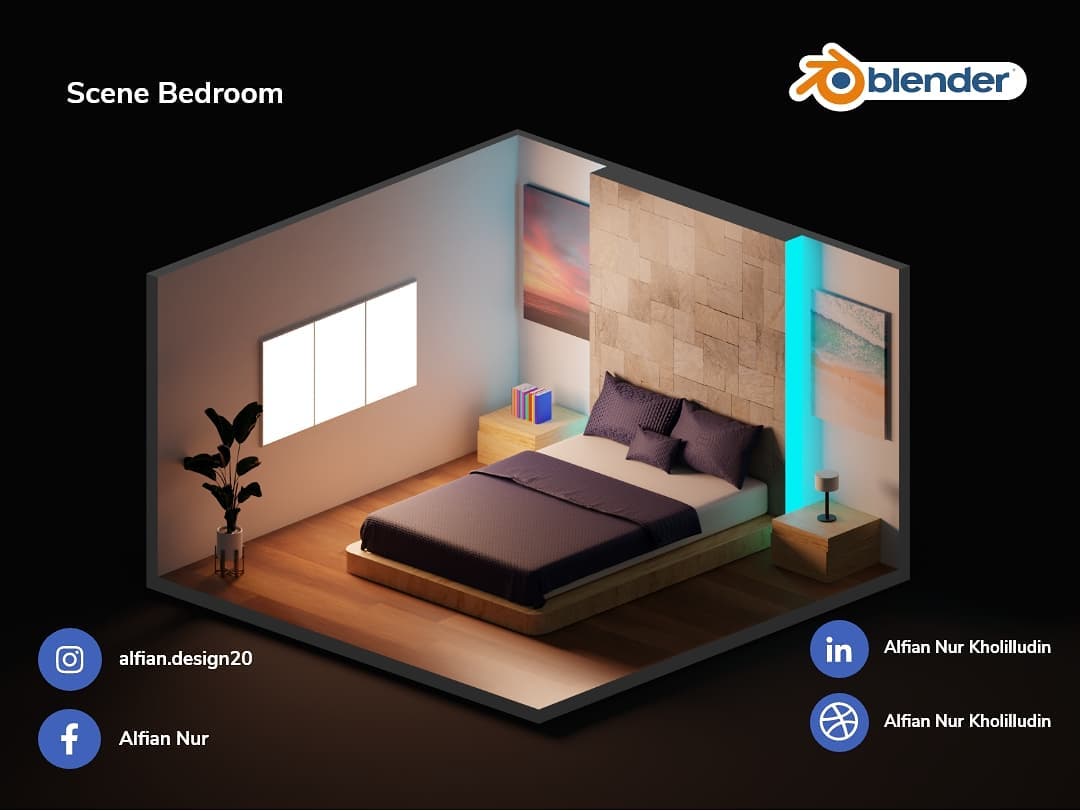 Scene Bedroom
blender
alfian.design20
Alfian Nur
Alfian Nur Kholilludin
Alfian Nur Kholilludin